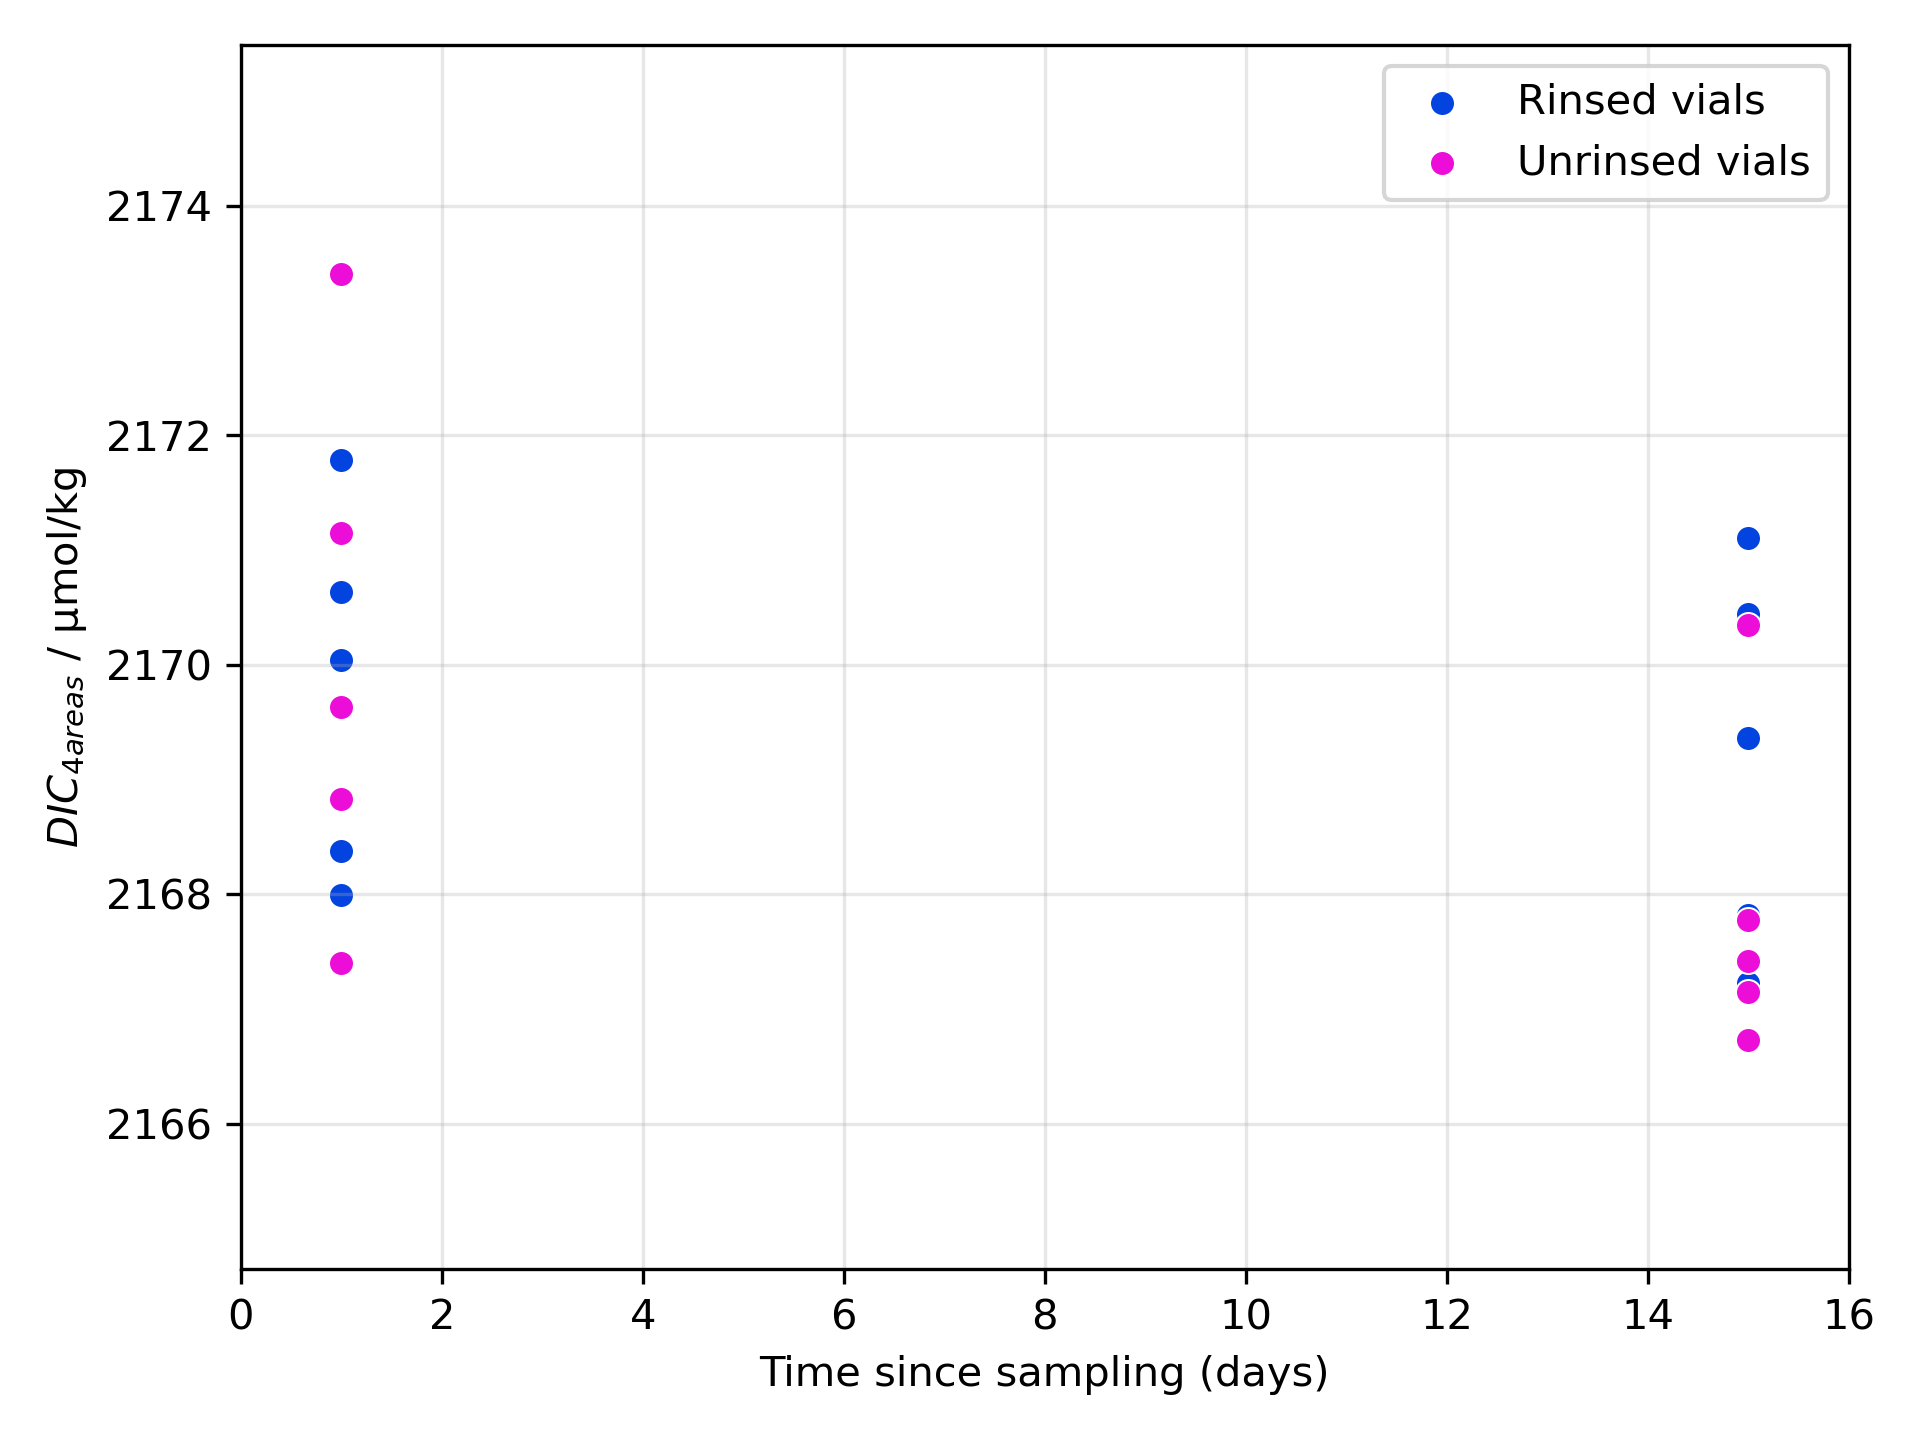 Rinsed vials
Unrinsed vials
2174
2172
2170
2168
2166
DIC4areas / µmol/kg
0 2 4 6 8 10 12 14 16
Time since sampling (days)